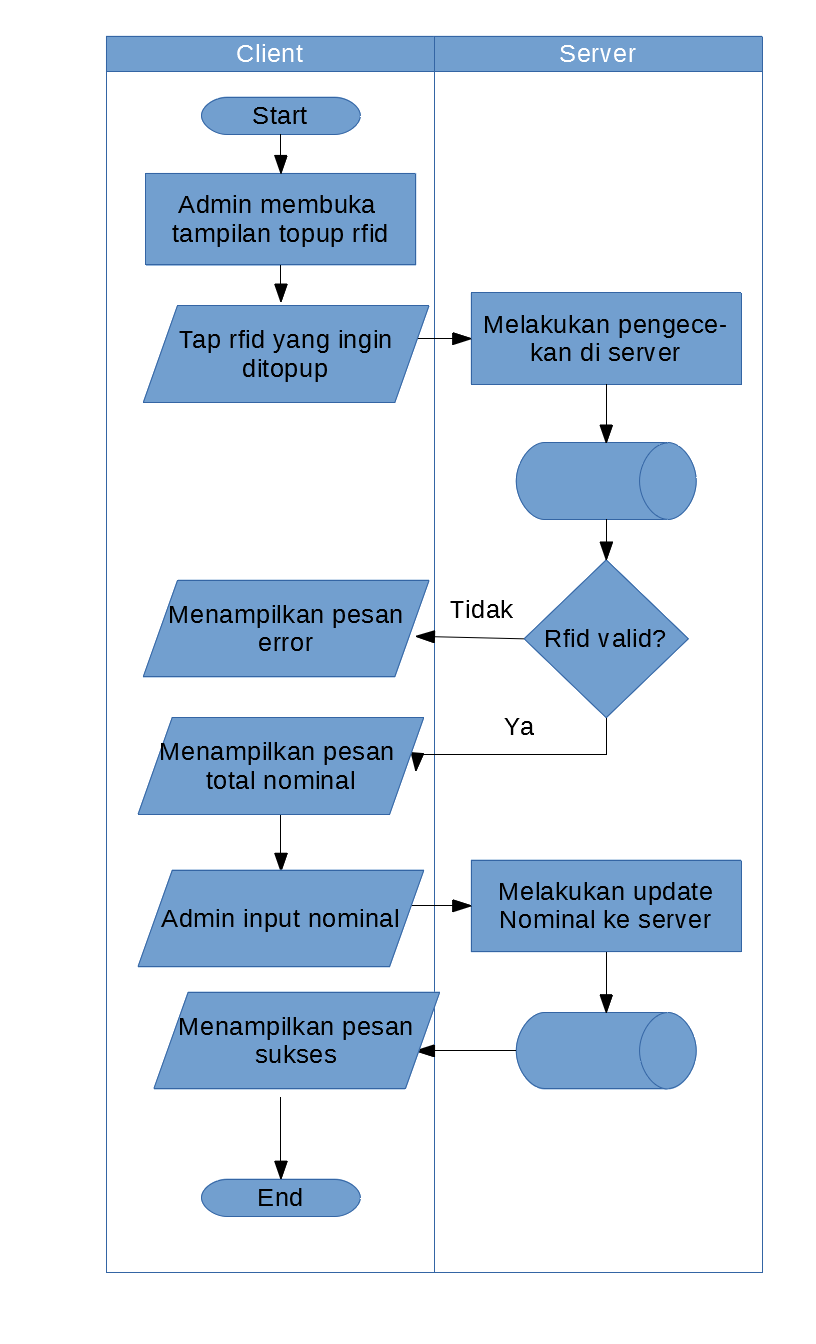 Client
Server
Start
Admin membuka
tampilan topup rfid
Tap rfid yang ingin
ditopup
Melakukan pengece-
kan di server
Rfid valid?
Tidak
Menampilkan pesan
error
Ya
Menampilkan pesan
total nominal
Admin input nominal
Melakukan update
Nominal ke server
Menampilkan pesan
sukses
End